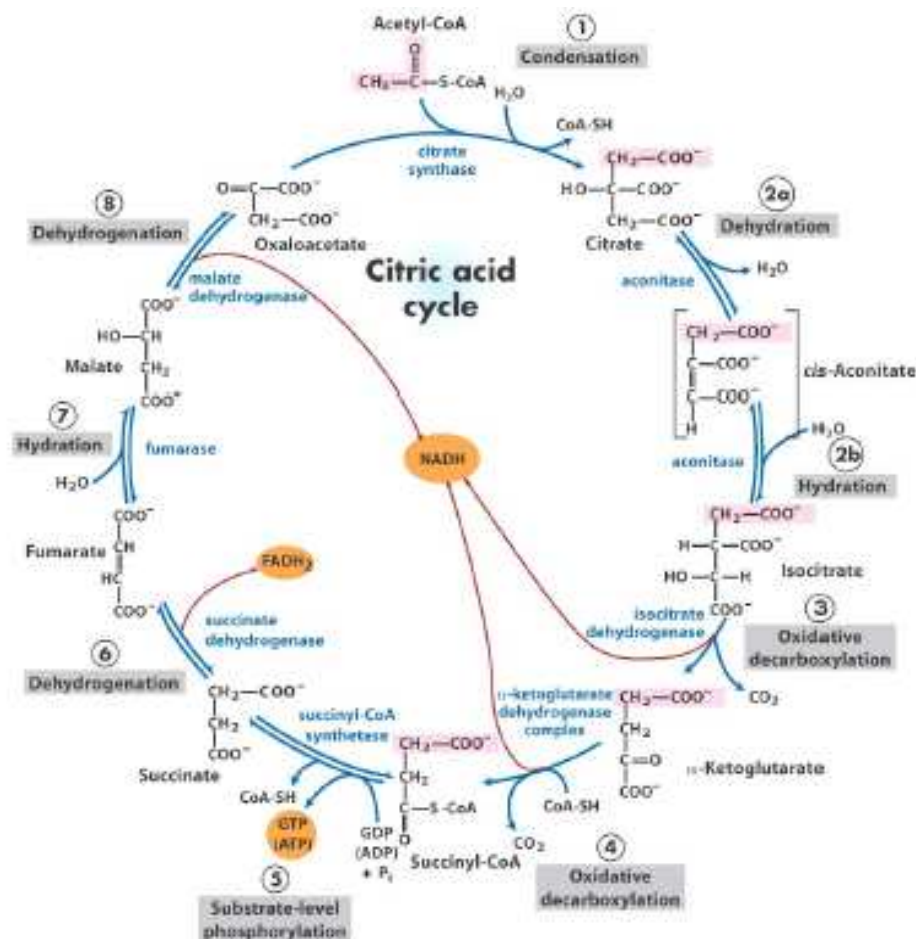 Acetyl-CoA
O
CH₃—C—S-CoA
①
Condensation
H₂O
CoA-SH
citrate
synthase
CH₂—COO⁻
HO—C—COO⁻
CH₂—COO⁻
Citrate
2a
Dehydration
H₂O
aconitase
O=C—COO⁻
CH₂—COO⁻
Oxaloacetate
⑧
Dehydrogenation
malate
dehydrogenase
Citric acid
cycle
CH₂—COO⁻
C—COO⁻
C—COO⁻
H
cis-Aconitate
COO⁻
HO—CH
Malate
CH₂
COO⁻
⑦
Hydration
fumarase
H₂O
NADH
aconitase
H₂O
2b
Hydration
CH₂—COO⁻
H—C—COO⁻
HO—C—H
COO⁻
Isocitrate
COO⁻
Fumarate
CH
HC
COO⁻
FADH₂
succinate
dehydrogenase
⑥
Dehydrogenation
isocitrate
dehydrogenase
③
Oxidative
decarboxylation
CO₂
CH₂—COO⁻
CH₂
COO⁻
Succinate
succinyl-CoA
synthetase
α-ketoglutarate
dehydrogenase
complex
CH₂—COO⁻
CH₂
C=O
COO⁻
α-Ketoglutarate
CH₂—COO⁻
CH₂
C—S-CoA
O
Succinyl-CoA
CoA-SH
GTP
(ATP)
GDP
(ADP)
+ Pᵢ
⑤
Substrate-level
phosphorylation
CO₂
CoA-SH
④
Oxidative
decarboxylation